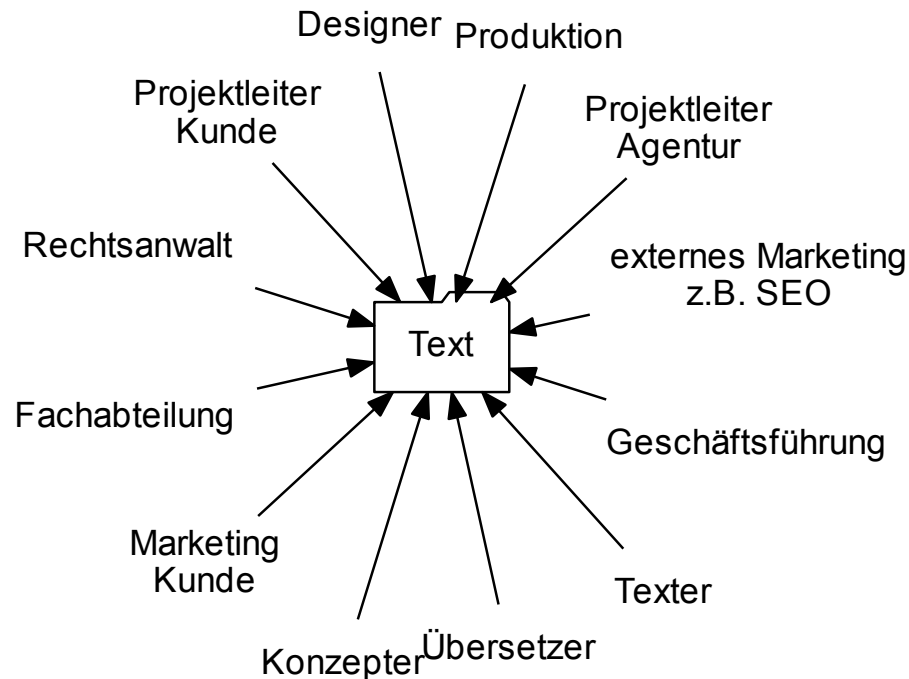 Designer
Produktion
Projektleiter
Kunde
Projektleiter
Agentur
Rechtsanwalt
externes Marketing
z.B. SEO
Text
Fachabteilung
Geschäftsführung
Marketing
Kunde
Texter
Konzepter
Übersetzer